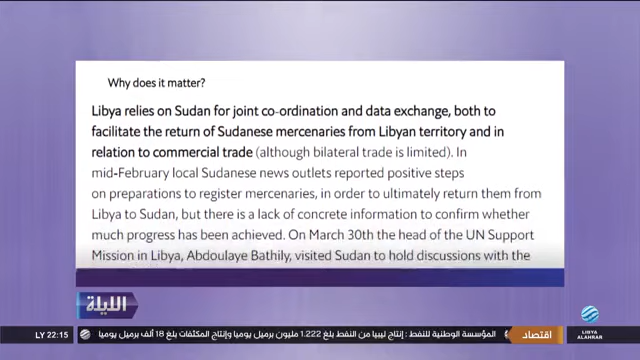 Why does it matter?
Libya relies on Sudan for joint co-ordination and data exchange, both to
facilitate the return of Sudanese mercenaries from Libyan territory and in
relation to commercial trade (although bilateral trade is limited). In
mid-February local Sudanese news outlets reported positive steps
on preparations to register mercenaries, in order to ultimately return them from
Libya to Sudan, but there is a lack of concrete information to confirm whether
much progress has been achieved. On March 30th the head of the UN Support
Mission in Libya, Abdoulaye Bathily, visited Sudan to hold discussions with the
الليلة
LY 22:15
المؤسسة الوطنية للنفط : إنتاج ليبيا من النفط بلغ 1.222 مليون برميل يوميا وإنتاج المكثفات بلغ 18 ألف برميل يوميا
اقتصاد
LIBYA
ALAHRAR